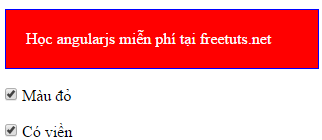 Học angularjs miễn phí tại freetuts.net
Màu đỏ
Có viền